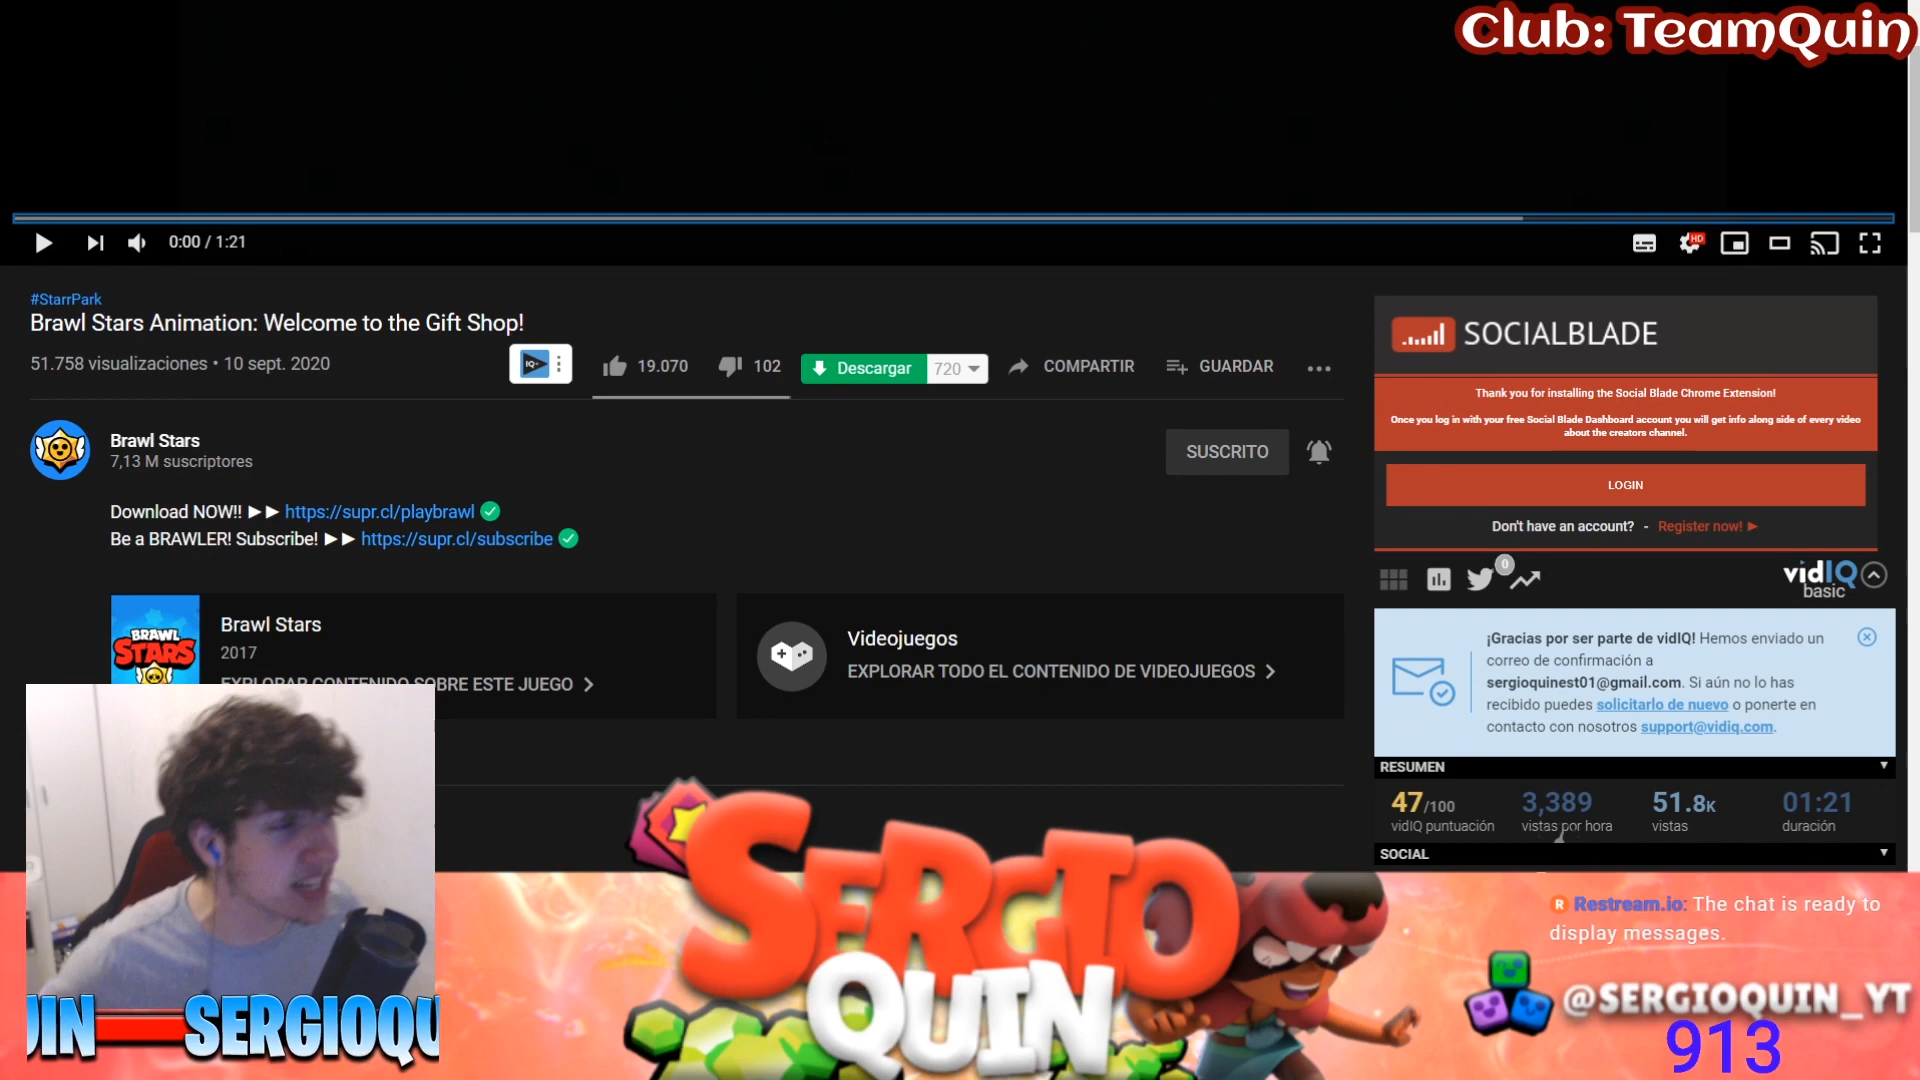 Club: TeamQuin
0:00 / 1:21
HD
#StarrPark
Brawl Stars Animation: Welcome to the Gift Shop!
51.758 visualizaciones • 10 sept. 2020
IQ
19.070
102
Descargar
720
COMPARTIR
GUARDAR
Brawl Stars
7,13 M suscriptores
SUSCRITO
Download NOW!! ►► https://supr.cl/playbrawl
Be a BRAWLER! Subscribe! ►► https://supr.cl/subscribe
BRAWL
STARS
Brawl Stars
2017
EXPLORAR CONTENIDO SOBRE ESTE JUEGO
Videojuegos
EXPLORAR TODO EL CONTENIDO DE VIDEOJUEGOS
SOCIALBLADE
Thank you for installing the Social Blade Chrome Extension!
Once you log in with your free Social Blade Dashboard account you will get info along side of every video
about the creators channel.
LOGIN
Don't have an account? - Register now! ►
0
vidIQ
basic
¡Gracias por ser parte de vidIQ! Hemos enviado un
correo de confirmación a
sergioquinest01@gmail.com. Si aún no lo has
recibido puedes solicitarlo de nuevo o ponerte en
contacto con nosotros support@vidiq.com.
RESUMEN
47/100
vidIQ puntuación
3,389
vistas por hora
51.8K
vistas
01:21
duración
SOCIAL
SERGIO
QUIN
R Restream.io: The chat is ready to
display messages.
@SERGIOQUIN_YT
913
UIN SERGIOQU